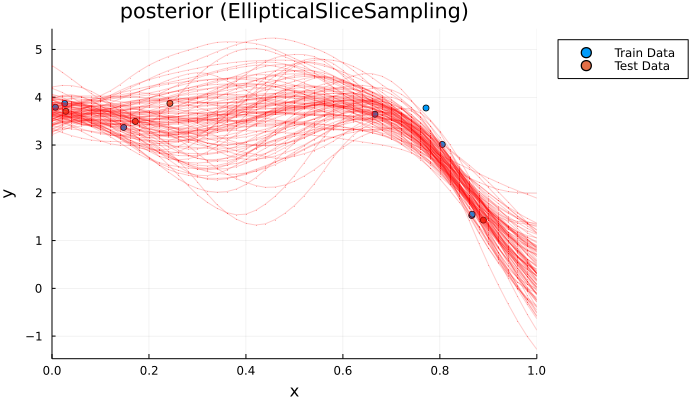 posterior (EllipticalSliceSampling)
Train Data
Test Data
y
5
4
3
2
1
0
−1
0.0 0.2 0.4 0.6 0.8 1.0
x